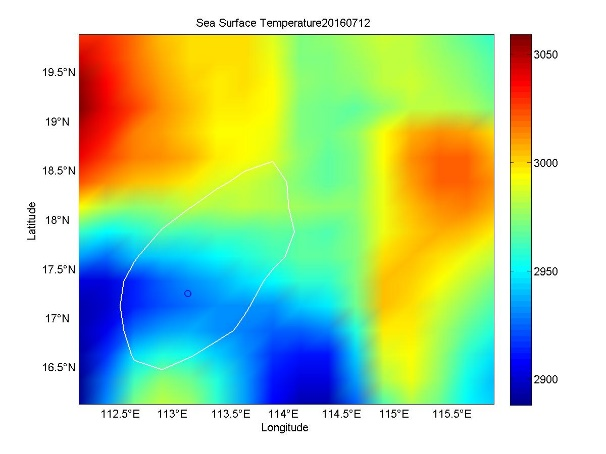 Sea Surface Temperature20160712
19.5°N
19°N
18.5°N
18°N
17.5°N
17°N
16.5°N
Latitude
112.5°E 113°E 113.5°E 114°E 114.5°E 115°E 115.5°E
Longitude
3050
3000
2950
2900